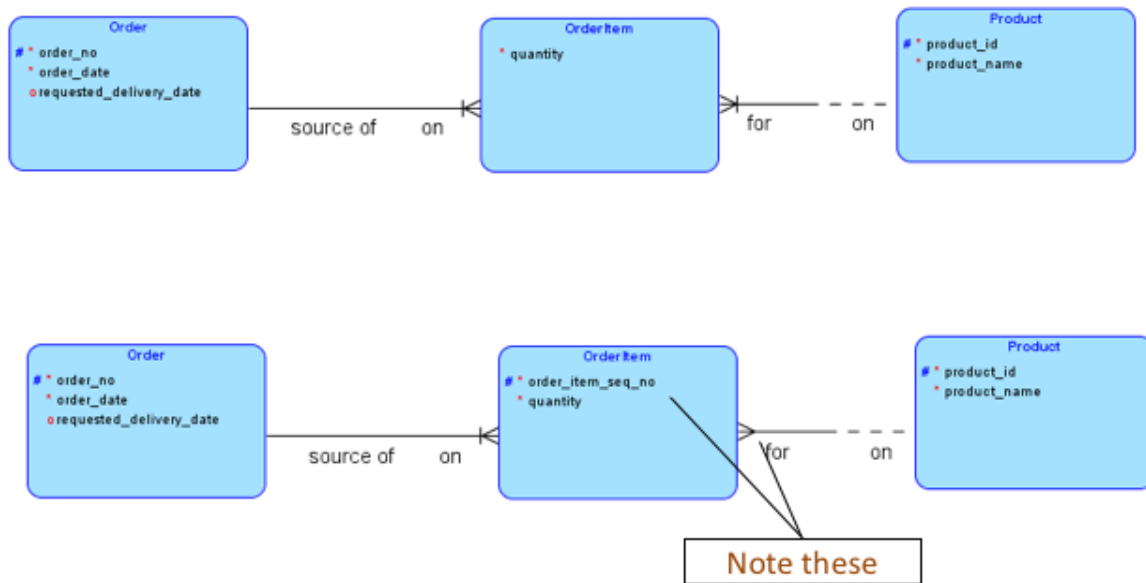 Order
# * order_no
* order_date
o requested_delivery_date
OrderItem
* quantity
Product
# * product_id
* product_name
source of on
for on
Order
# * order_no
* order_date
o requested_delivery_date
OrderItem
# * order_item_seq_no
* quantity
Product
# * product_id
* product_name
source of on
for on
Note these